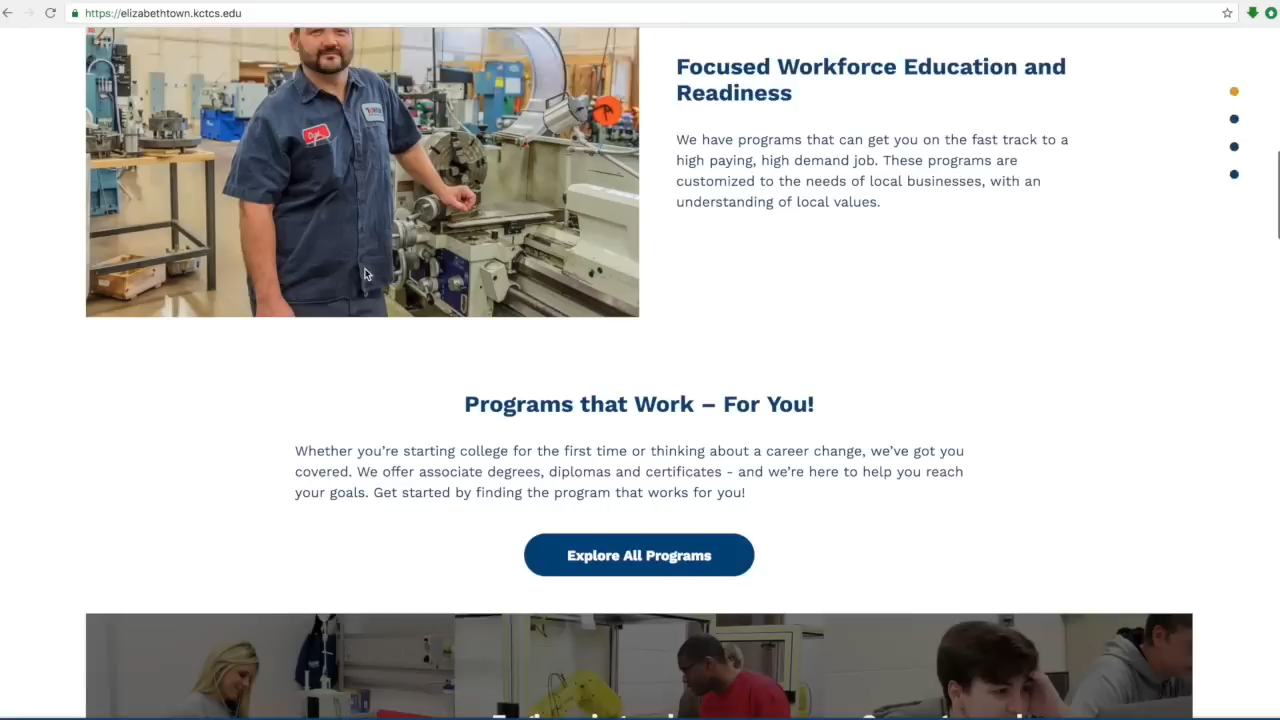 https://elizabethtown.kctcs.edu
Focused Workforce Education and
Readiness
We have programs that can get you on the fast track to a
high paying, high demand job. These programs are
customized to the needs of local businesses, with an
understanding of local values.
Programs that Work – For You!
Whether you're starting college for the first time or thinking about a career change, we've got you
covered. We offer associate degrees, diplomas and certificates - and we're here to help you reach
your goals. Get started by finding the program that works for you!
Explore All Programs